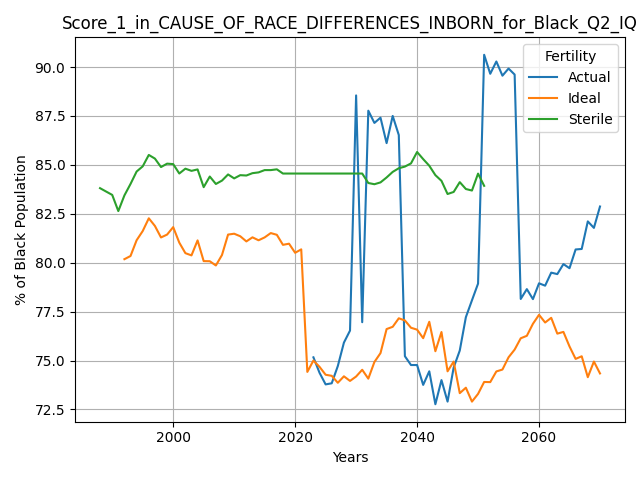 Score_1_in_CAUSE_OF_RACE_DIFFERENCES_INBORN_for_Black_Q2_IQ
Fertility
Actual
Ideal
Sterile
% of Black Population
90.0
87.5
85.0
82.5
80.0
77.5
75.0
72.5
2000
2020
2040
2060
Years